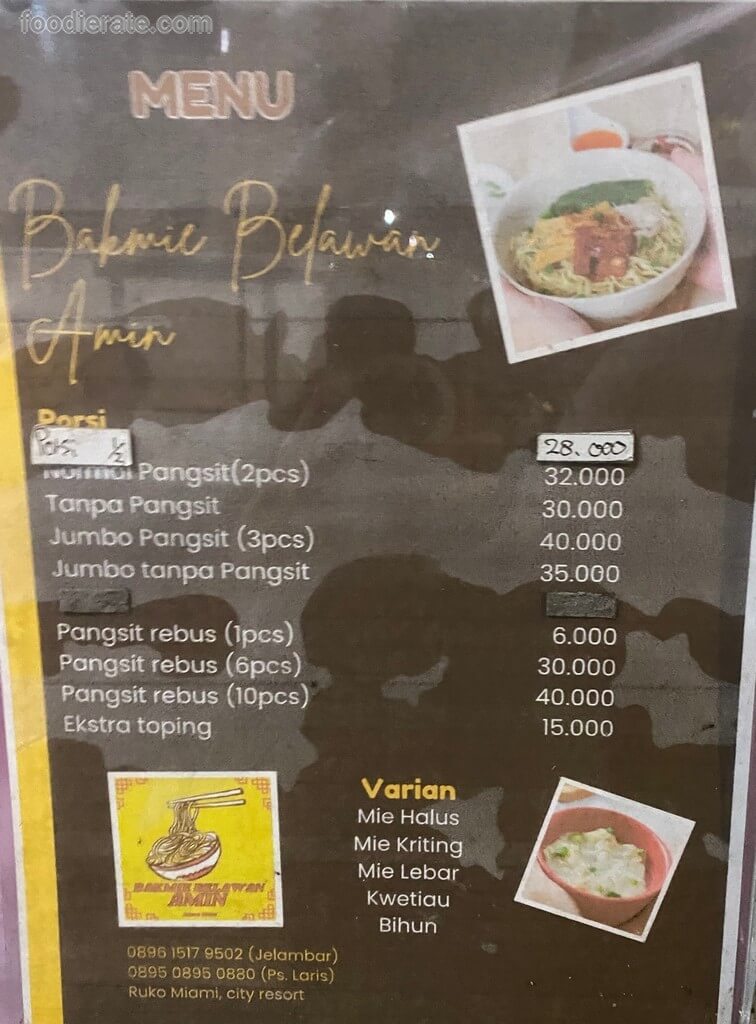 foodierate.com
MENU
Bakmie Belawan
Amin
Porsi
Porsi 1/2 28.000
Normal Pangsit(2pcs) 32.000
Tanpa Pangsit 30.000
Jumbo Pangsit (3pcs) 40.000
Jumbo tanpa Pangsit 35.000
Pangsit rebus (1pcs) 6.000
Pangsit rebus (6pcs) 30.000
Pangsit rebus (10pcs) 40.000
Ekstra toping 15.000
Varian
Mie Halus
Mie Kriting
Mie Lebar
Kwetiau
Bihun
BAKMIE BELAWAN
AMIN
0896 1517 9502 (Jelambar)
0895 0895 0880 (Ps. Laris)
Ruko Miami, city resort